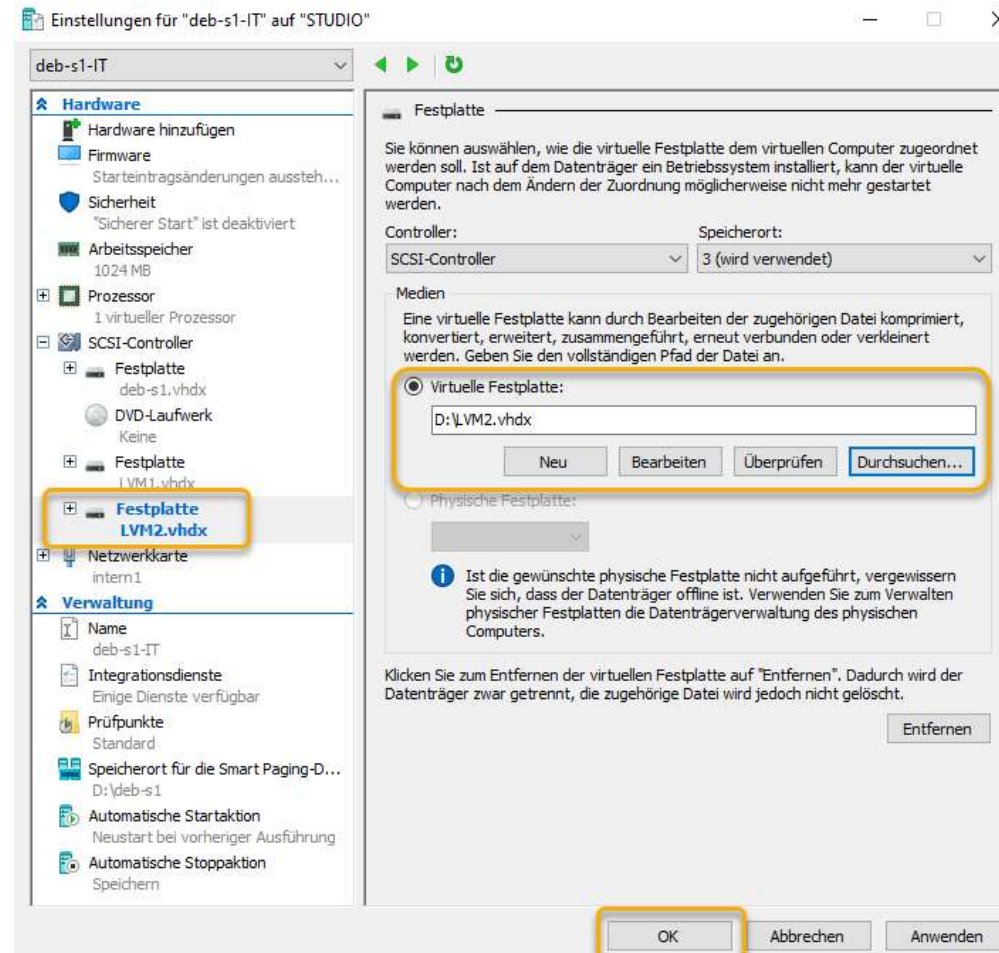 Einstellungen für "deb-s1-IT" auf "STUDIO"
deb-s1-IT
Hardware
Hardware hinzufügen
Firmware
Starteintragsänderungen aussteh...
Sicherheit
"Sicherer Start" ist deaktiviert
Arbeitsspeicher
1024 MB
Prozessor
1 virtueller Prozessor
SCSI-Controller
Festplatte
deb-s1.vhdx
DVD-Laufwerk
Keine
Festplatte
LVM1.vhdx
Festplatte
LVM2.vhdx
Netzwerkkarte
intern1
Verwaltung
Name
deb-s1-IT
Integrationsdienste
Einige Dienste verfügbar
Prüfpunkte
Standard
Speicherort für die Smart Paging-D...
D:\deb-s1
Automatische Startaktion
Neustart bei vorheriger Ausführung
Automatische Stoppaktion
Speichern
Festplatte
Sie können auswählen, wie die virtuelle Festplatte dem virtuellen Computer zugeordnet
werden soll. Ist auf dem Datenträger ein Betriebssystem installiert, kann der virtuelle
Computer nach dem Ändern der Zuordnung möglicherweise nicht mehr gestartet
werden.
Controller: Speicherort:
SCSI-Controller 3 (wird verwendet)
Medien
Eine virtuelle Festplatte kann durch Bearbeiten der zugehörigen Datei komprimiert,
konvertiert, erweitert, zusammengeführt, erneut verbunden oder verkleinert
werden. Geben Sie den vollständigen Pfad der Datei an.
Virtuelle Festplatte:
D:\LVM2.vhdx
Neu Bearbeiten Überprüfen Durchsuchen...
Physische Festplatte:
Ist die gewünschte physische Festplatte nicht aufgeführt, vergewissern
Sie sich, dass der Datenträger offline ist. Verwenden Sie zum Verwalten
physischer Festplatten die Datenträgerverwaltung des physischen
Computers.
Klicken Sie zum Entfernen der virtuellen Festplatte auf "Entfernen". Dadurch wird der
Datenträger zwar getrennt, die zugehörige Datei wird jedoch nicht gelöscht.
Entfernen
OK Abbrechen Anwenden